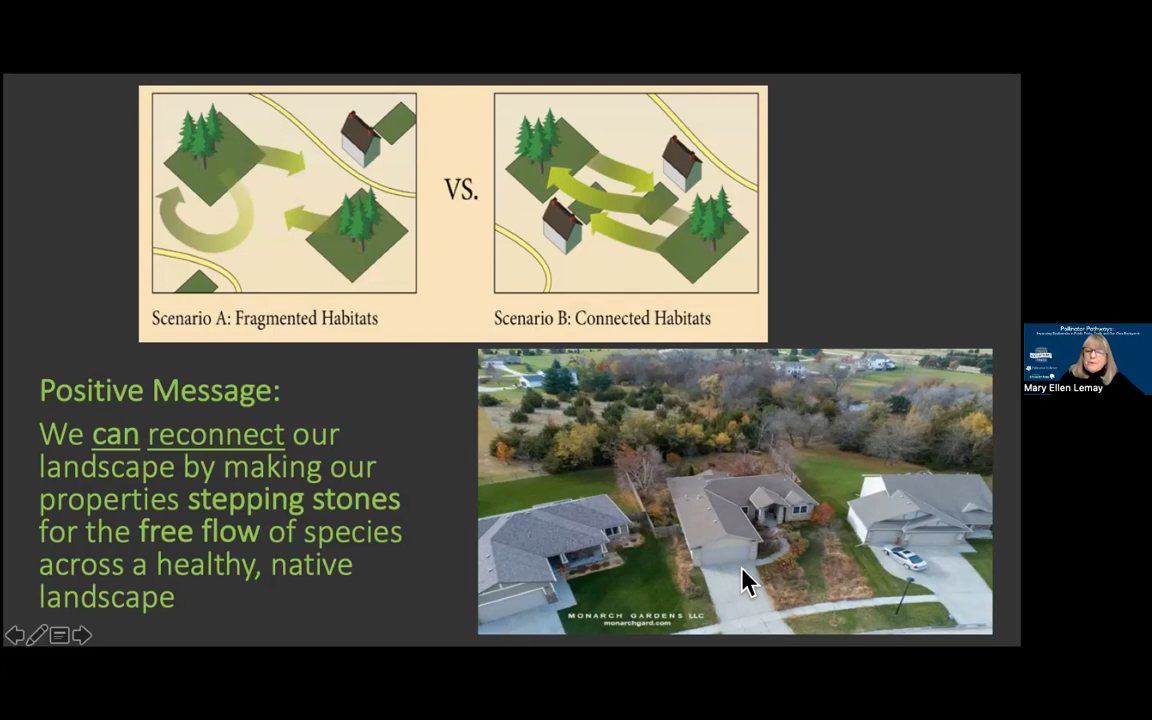 VS.
Scenario A: Fragmented Habitats
Scenario B: Connected Habitats
Positive Message:
We can reconnect our
landscape by making our
properties stepping stones
for the free flow of species
across a healthy, native
landscape
MONARCH GARDENS LLC
monarchgard.com
Pollinator Pathways:
Mary Ellen Lemay